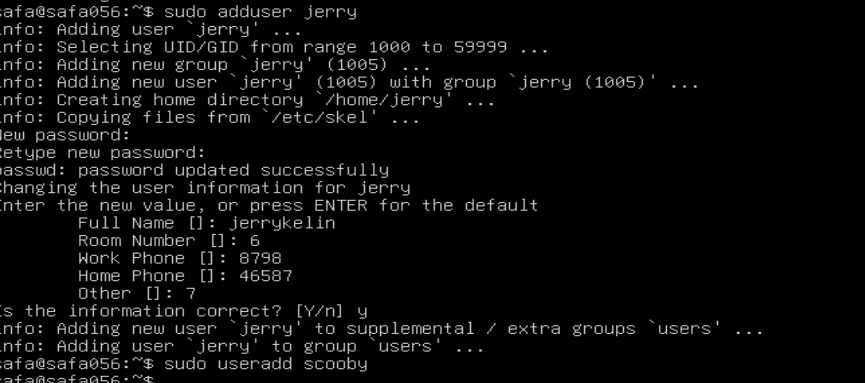 safa@safa056:~$ sudo adduser jerry
info: Adding user `jerry' ...
info: Selecting UID/GID from range 1000 to 59999 ...
info: Adding new group `jerry' (1005) ...
info: Adding new user `jerry' (1005) with group `jerry (1005)' ...
info: Creating home directory `/home/jerry' ...
info: Copying files from `/etc/skel' ...
New password:
Retype new password:
passwd: password updated successfully
Changing the user information for jerry
Enter the new value, or press ENTER for the default
Full Name []: jerrykelin
Room Number []: 6
Work Phone []: 8798
Home Phone []: 46587
Other []: 7
Is the information correct? [Y/n] y
info: Adding new user `jerry' to supplemental / extra groups `users' ...
info: Adding user `jerry' to group `users' ...
safa@safa056:~$ sudo useradd scooby
safa@safa056:~$